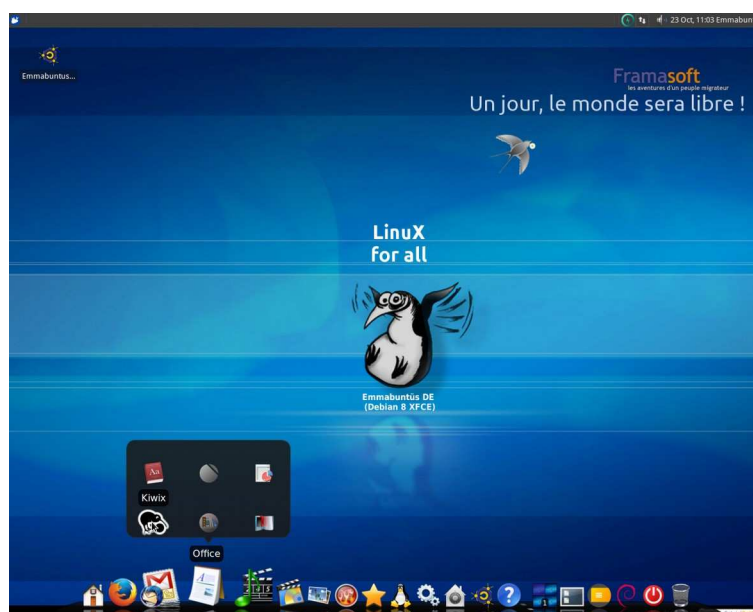 23 Oct, 11:03 Emmabun
Emmabuntus...
Framasoft
les aventures d'un peuple migrateur
Un jour, le monde sera libre !
LinuX
for all
Emmabuntüs DE
(Debian 8 XFCE)
Aa
Kiwix
Office